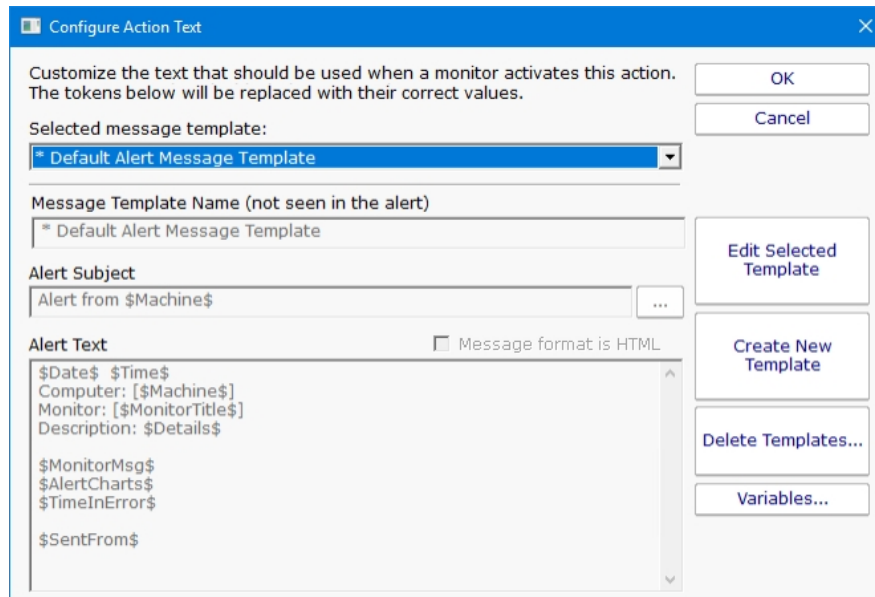 Configure Action Text
Customize the text that should be used when a monitor activates this action.
The tokens below will be replaced with their correct values.
OK
Cancel
Selected message template:
* Default Alert Message Template
Message Template Name (not seen in the alert)
* Default Alert Message Template
Edit Selected
Template
Alert Subject
Alert from $Machine$
...
Alert Text
Message format is HTML
Create New
Template
$Date$  $Time$
Computer: [$Machine$]
Monitor: [$MonitorTitle$]
Description: $Details$
Delete Templates...
$MonitorMsg$
$AlertCharts$
$TimeInError$
Variables...
$SentFrom$